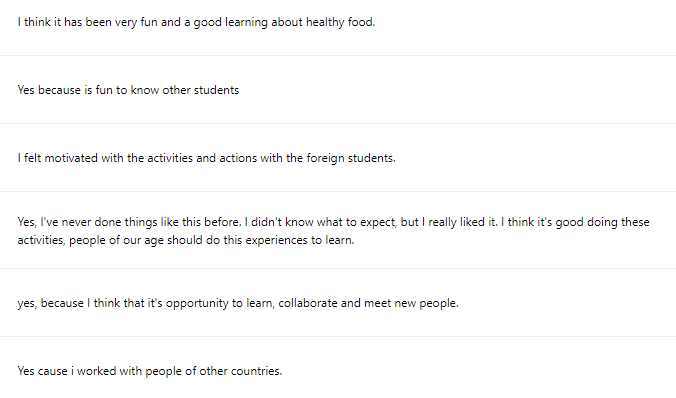 I think it has been very fun and a good learning about healthy food.
Yes because is fun to know other students
I felt motivated with the activities and actions with the foreign students.
Yes, I've never done things like this before. I didn't know what to expect, but I really liked it. I think it's good doing these
activities, people of our age should do this experiences to learn.
yes, because I think that it's opportunity to learn, collaborate and meet new people.
Yes cause i worked with people of other countries.